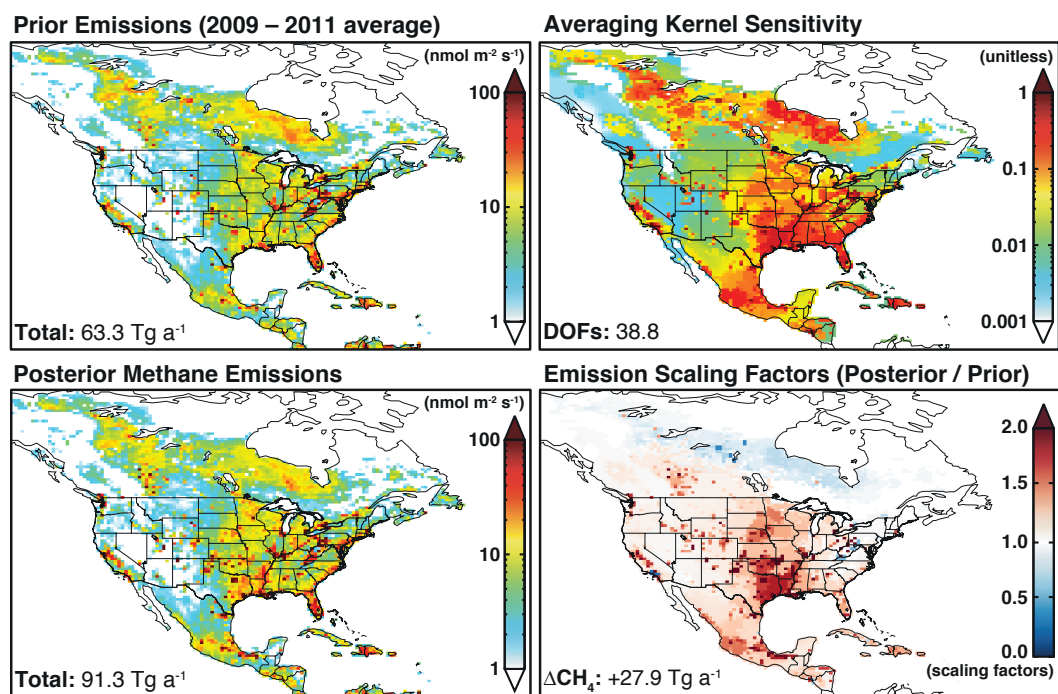 Prior Emissions (2009 – 2011 average)
(nmol m⁻² s⁻¹)
100
10
1
Total: 63.3 Tg a⁻¹
Averaging Kernel Sensitivity
(unitless)
1
0.1
0.01
0.001
DOFs: 38.8
Posterior Methane Emissions
(nmol m⁻² s⁻¹)
100
10
1
Total: 91.3 Tg a⁻¹
Emission Scaling Factors (Posterior / Prior)
2.0
1.5
1.0
0.5
0.0
(scaling factors)
ΔCH₄: +27.9 Tg a⁻¹